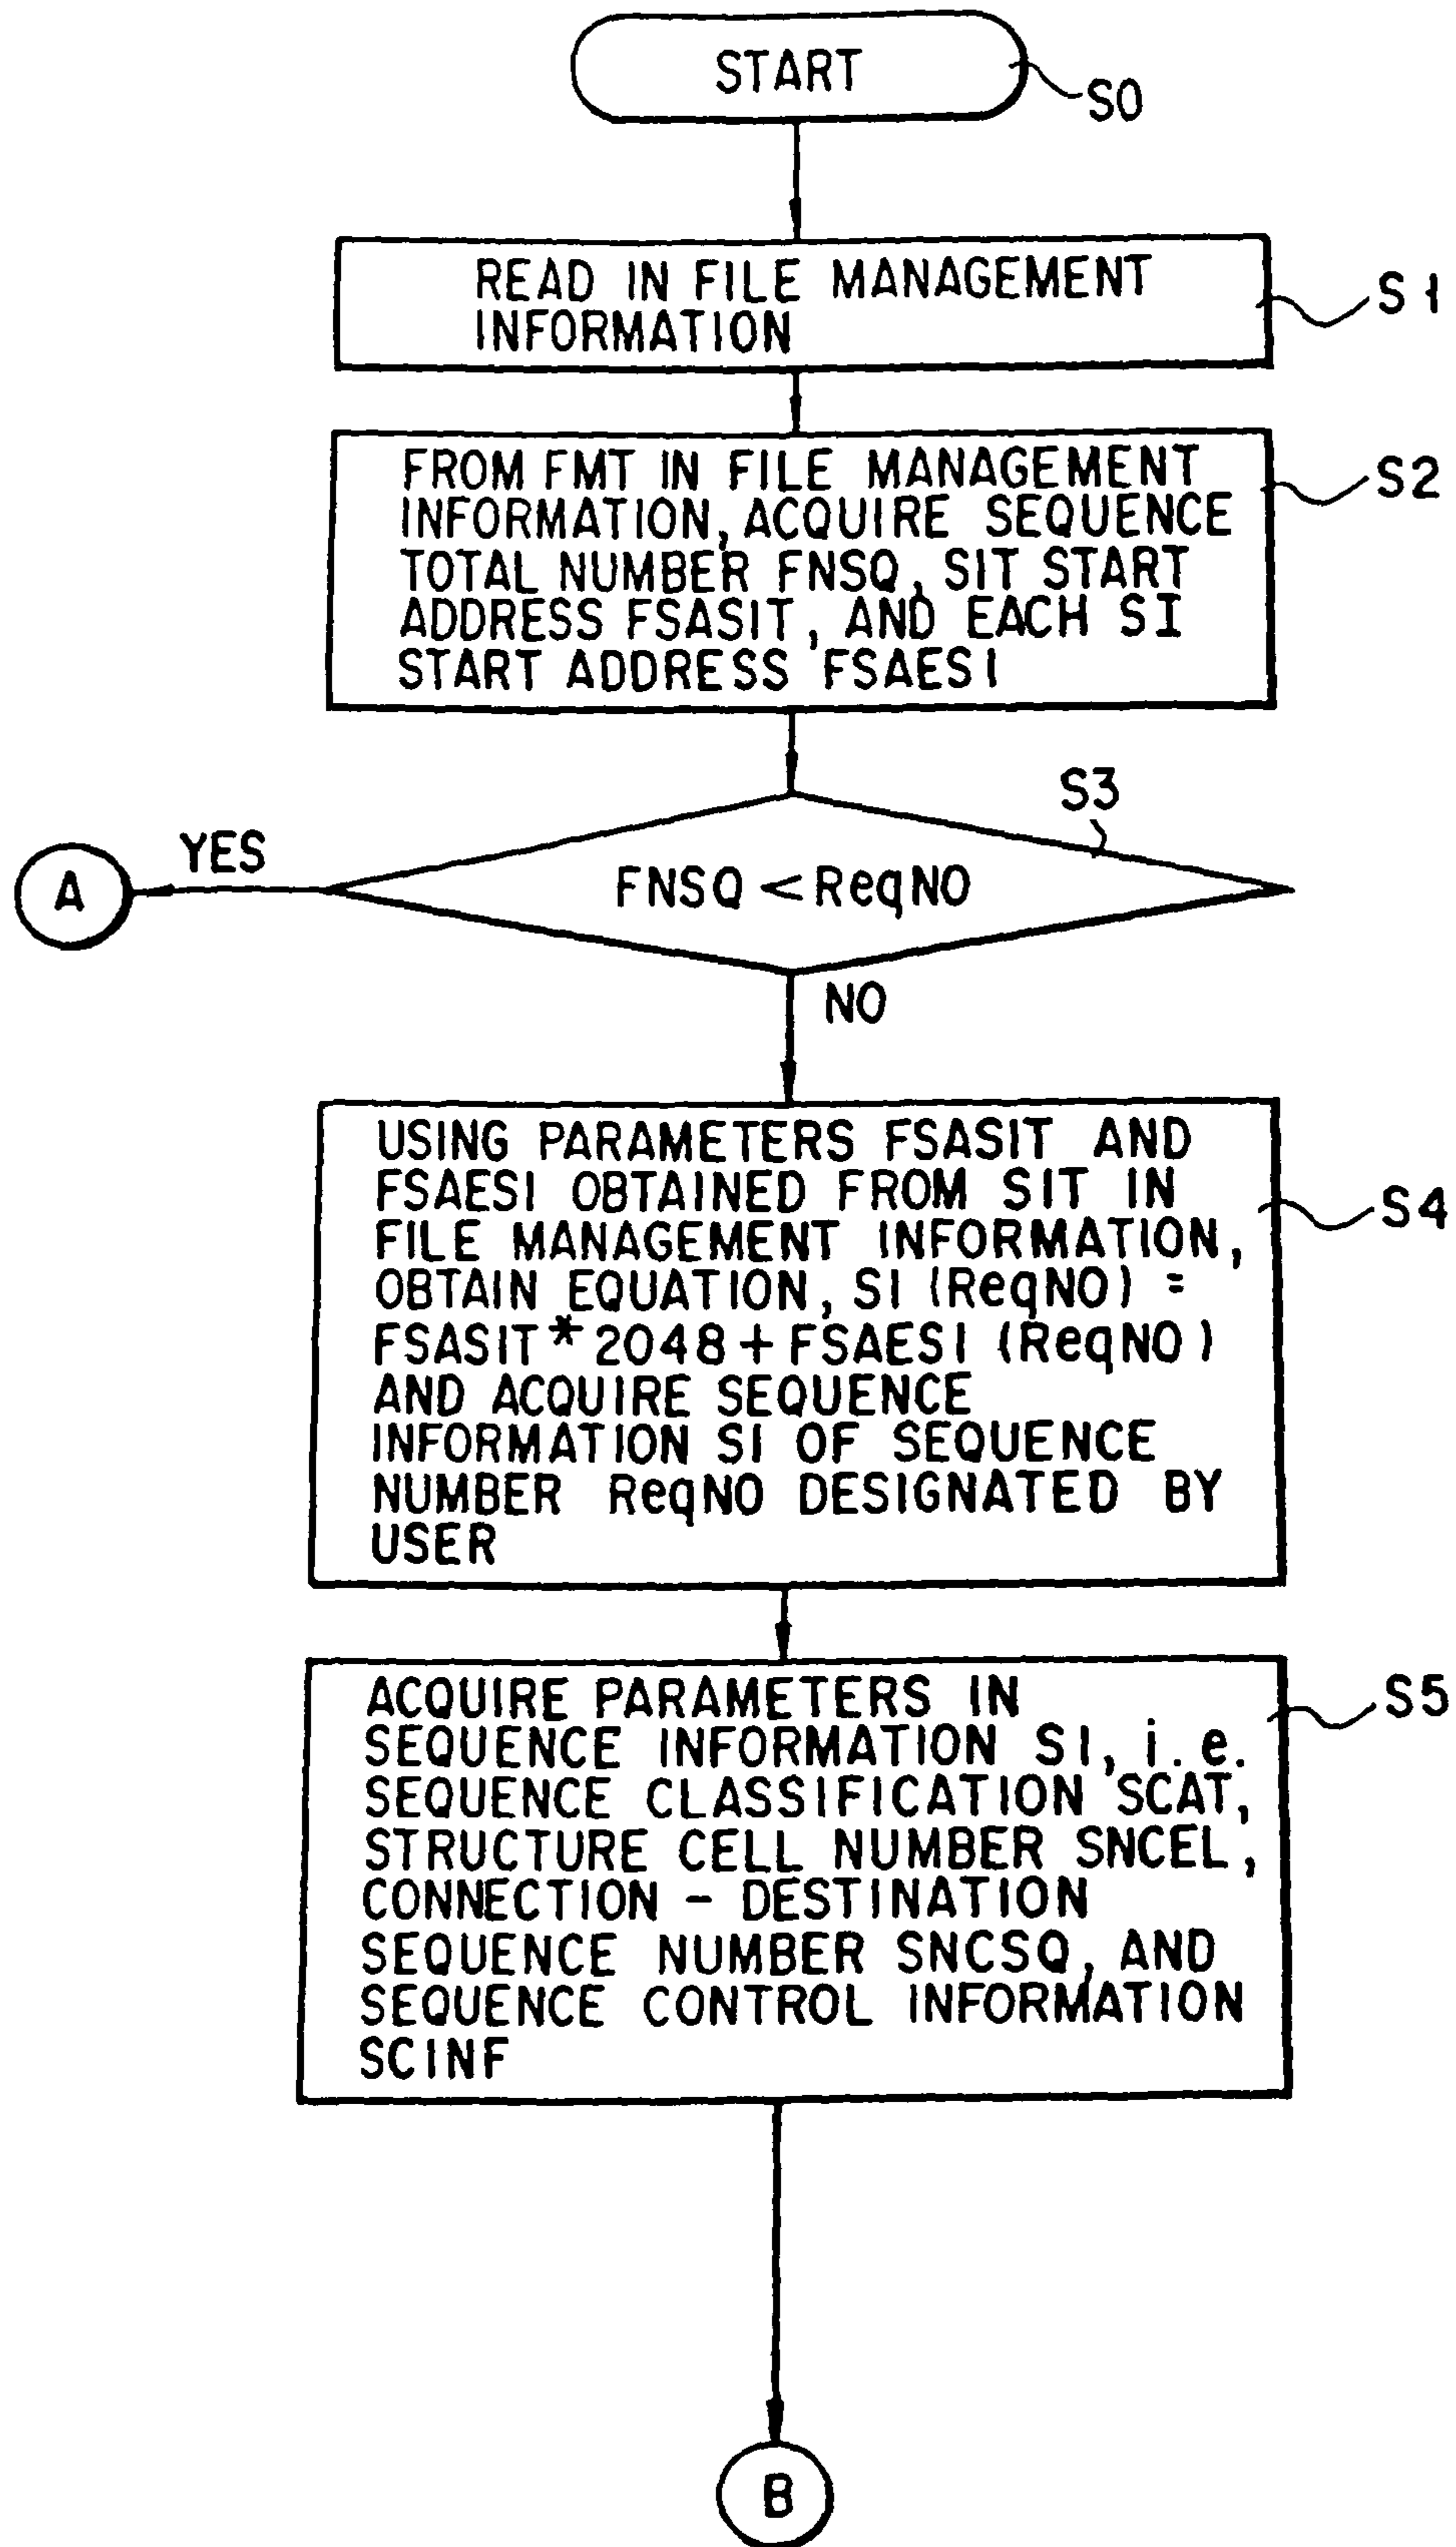 START
S0
READ IN FILE MANAGEMENT
INFORMATION
S1
FROM FMT IN FILE MANAGEMENT
INFORMATION, ACQUIRE SEQUENCE
TOTAL NUMBER FNSQ, SIT START
ADDRESS FSASIT, AND EACH SI
START ADDRESS FSAESI
S2
S3
FNSQ < ReqNO
YES
A
NO
USING PARAMETERS FSASIT AND
FSAESI OBTAINED FROM SIT IN
FILE MANAGEMENT INFORMATION,
OBTAIN EQUATION, SI (ReqNO) =
FSASIT * 2048 + FSAESI (ReqNO)
AND ACQUIRE SEQUENCE
INFORMATION SI OF SEQUENCE
NUMBER ReqNO DESIGNATED BY
USER
S4
ACQUIRE PARAMETERS IN
SEQUENCE INFORMATION SI, i.e.
SEQUENCE CLASSIFICATION SCAT,
STRUCTURE CELL NUMBER SNCEL,
CONNECTION - DESTINATION
SEQUENCE NUMBER SNCSQ, AND
SEQUENCE CONTROL INFORMATION
SCINF
S5
B